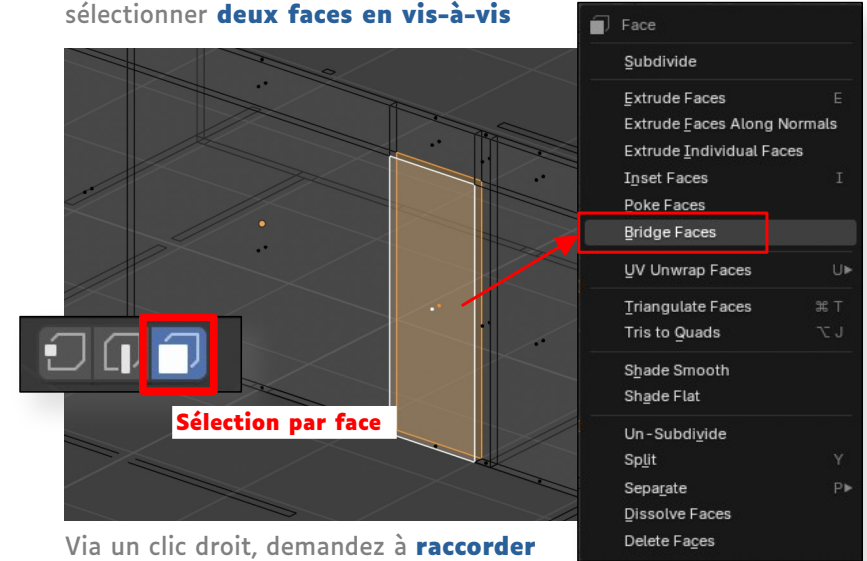 sélectionner deux faces en vis-à-vis
Face
Subdivide
Extrude Faces E
Extrude Faces Along Normals
Extrude Individual Faces
Inset Faces I
Poke Faces
Bridge Faces
UV Unwrap Faces U▶
Triangulate Faces ⌘ T
Tris to Quads ⌥ J
Shade Smooth
Shade Flat
Un-Subdivide
Split Y
Separate P▶
Dissolve Faces
Delete Faces
Sélection par face
Via un clic droit, demandez à raccorder